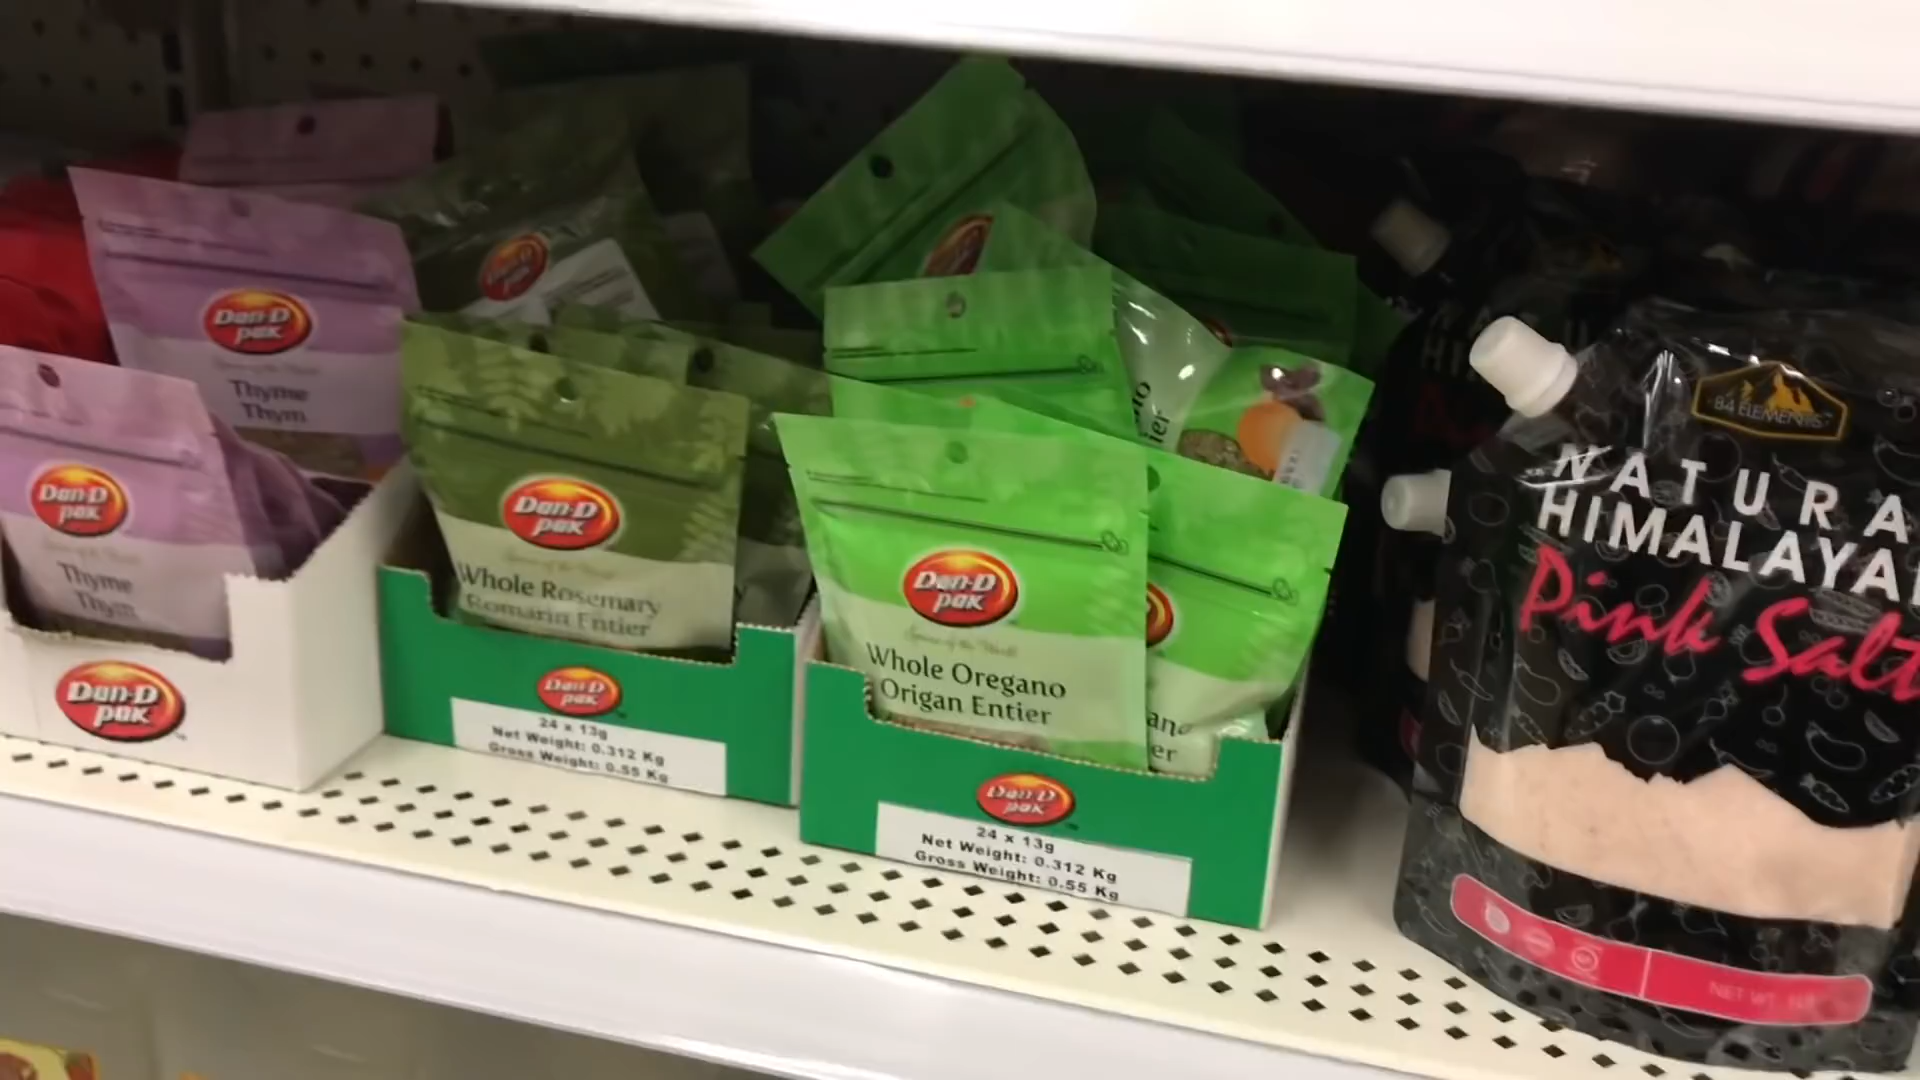 Dan-D
pak
Thyme
Thym
Dan-D
pak
Thyme
Thym
Dan-D
pak
Dan-D
pak
Whole Rosemary
Romarin Entier
Dan-D
pak
24 x 13g
Net Weight: 0.312 Kg
Gross Weight: 0.55 Kg
Dan-D
pak
Whole Oregano
Origan Entier
Dan-D
pak
24 x 13g
Net Weight: 0.312 Kg
Gross Weight: 0.55 Kg
84 ELEMENTS
NATURA
HIMALAYA
Pink Salt
NET WT.